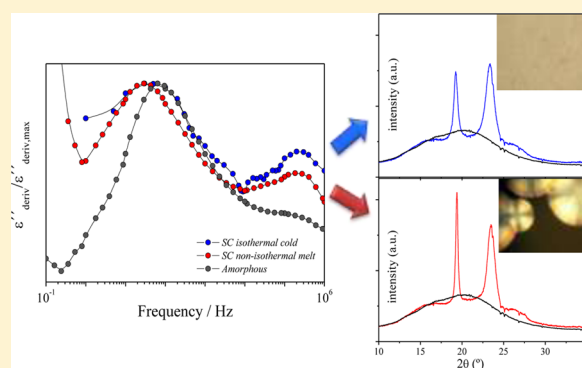 ε´´deriv/ε´´deriv,max
SC isothermal cold
SC non-isothermal melt
Amorphous
10⁻¹ 10⁶
Frequency / Hz
intensity (a.u.)
intensity (a.u.)
10 15 20 25 30
2θ (º)